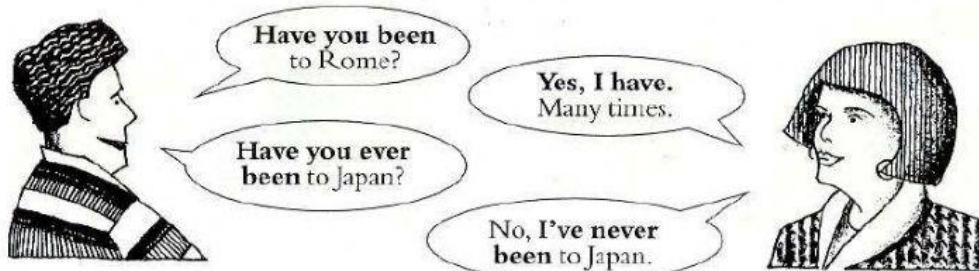 Have you been
to Rome?
Yes, I have.
Many times.
Have you ever
been to Japan?
No, I've never
been to Japan.